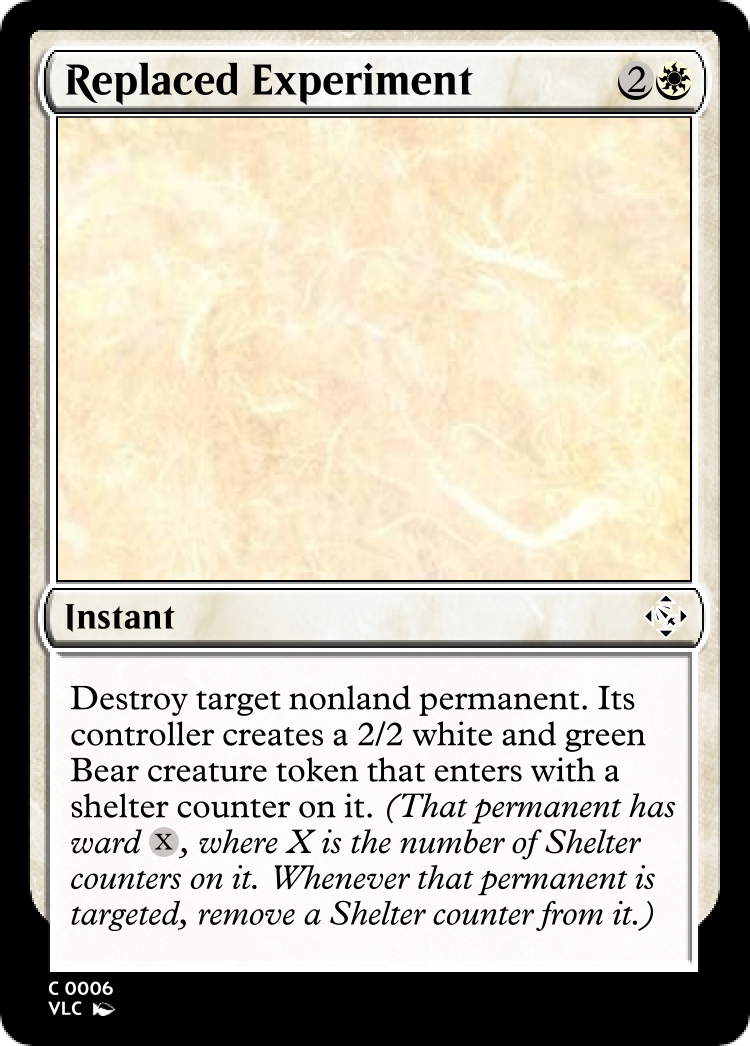 Replaced Experiment 2
Instant
Destroy target nonland permanent. Its
controller creates a 2/2 white and green
Bear creature token that enters with a
shelter counter on it. (That permanent has
ward X, where X is the number of Shelter
counters on it. Whenever that permanent is
targeted, remove a Shelter counter from it.)
C 0006
VLC